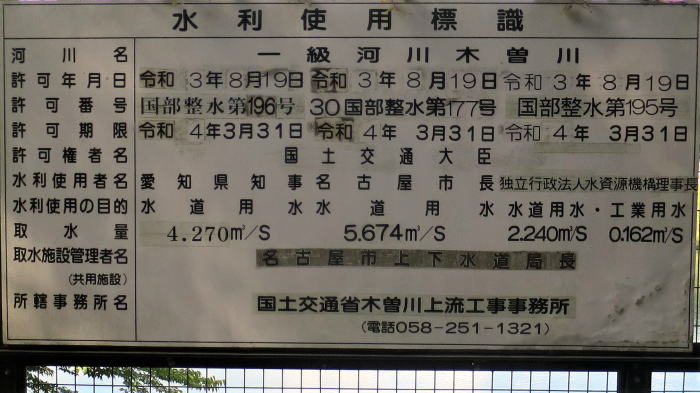 水利使用標識
河川名 一級河川木曽川
許可年月日 令和 3年8月19日 令和 3年 8月19日 令和 3年 8月19日
許可番号 国部整水第196号 30国部整水第177号 国部整水第195号
許可期限 令和 4年3月31日 令和 4年 3月31日 令和 4年 3月31日
許可権者名 国土交通大臣
水利使用者名 愛知県知事 名古屋市長 独立行政法人水資源機構理事長
水利使用の目的 水道用水 水道用水 水道用水・工業用水
取水量 4.270㎥/S 5.674㎥/S 2.240㎥/S 0.162㎥/S
取水施設管理者名 名古屋市上下水道局長
(共用施設)
所轄事務所名 国土交通省木曽川上流工事事務所
(電話058-251-1321)